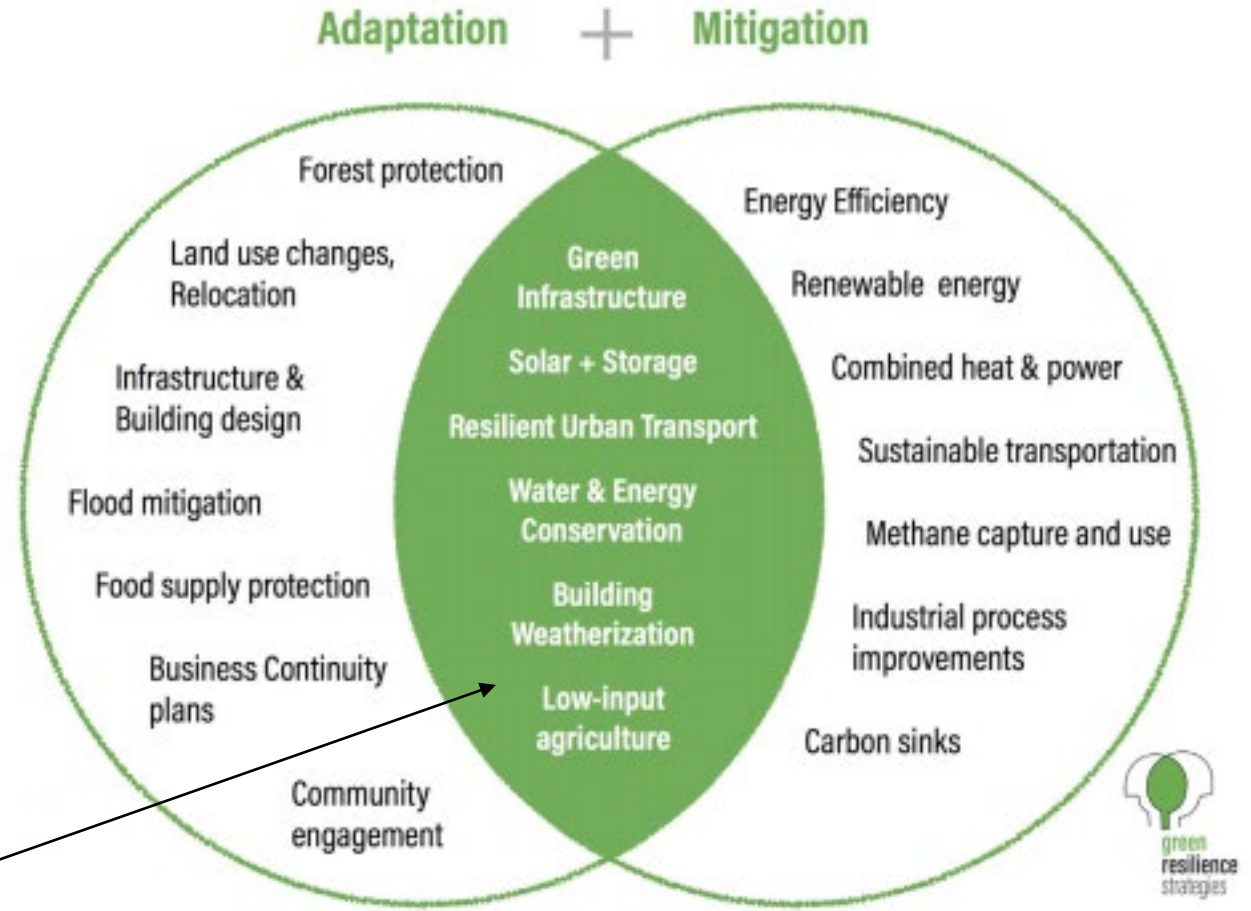 Adaptation + Mitigation
Forest protection
Land use changes,
Relocation
Infrastructure &
Building design
Flood mitigation
Food supply protection
Business Continuity
plans
Community
engagement
Green
Infrastructure
Solar + Storage
Resilient Urban Transport
Water & Energy
Conservation
Building
Weatherization
Low-input
agriculture
Energy Efficiency
Renewable energy
Combined heat & power
Sustainable transportation
Methane capture and use
Industrial process
improvements
Carbon sinks
green
resilience
strategies